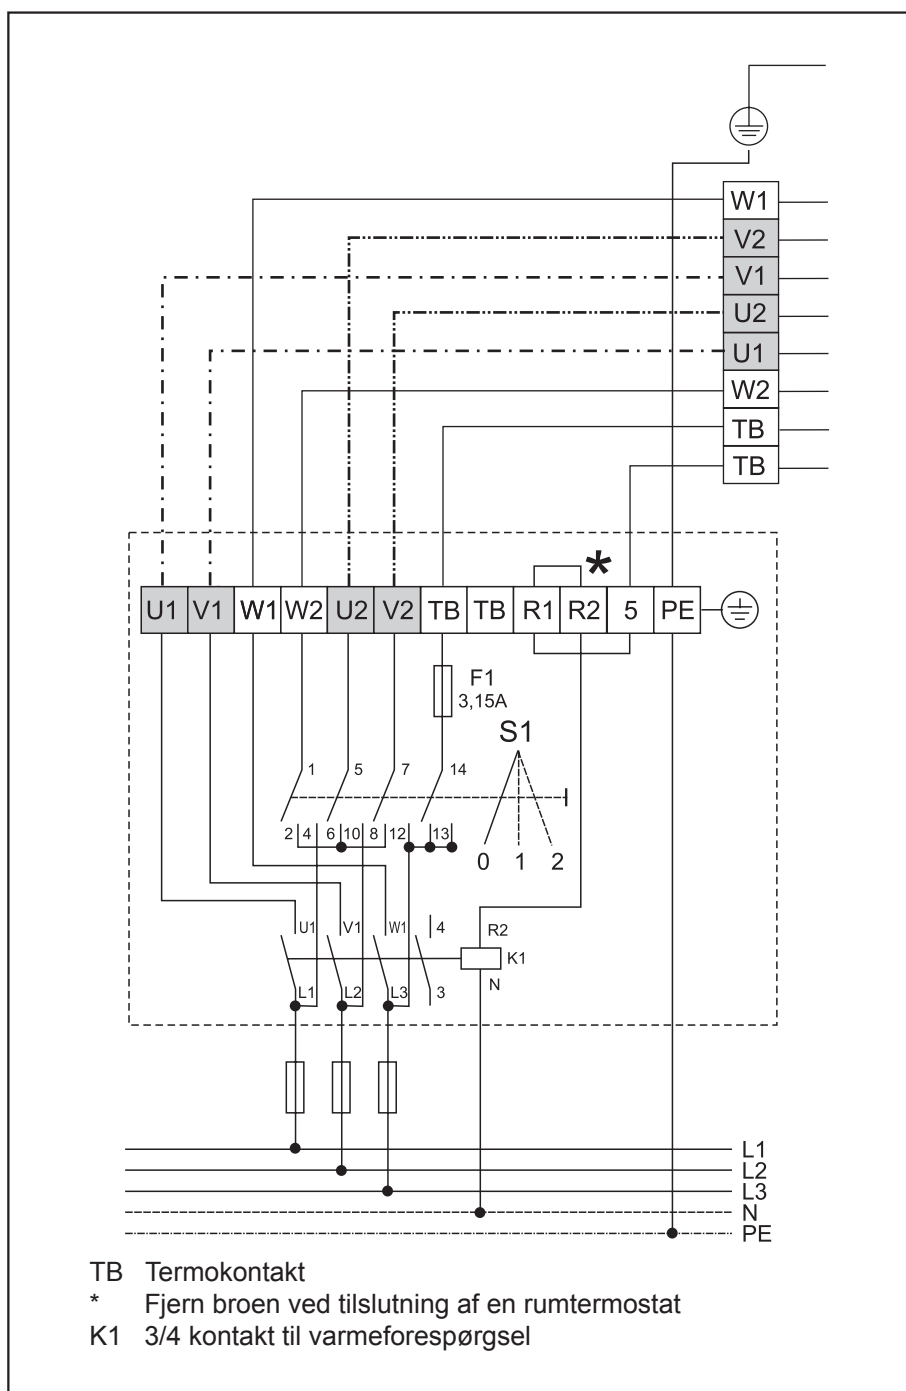 W1
V2
V1
U2
U1
W2
TB
TB
*
U1 V1 W1 W2 U2 V2 TB TB R1 R2 5 PE
F1
3,15A
S1
1 5 7 14
2 4 6 10 8 12 13
0 1 2
U1 V1 W1 4 R2
K1
L1 L2 L3 3 N
L1
L2
L3
N
PE
TB Termokontakt
* Fjern broen ved tilslutning af en rumtermostat
K1 3/4 kontakt til varmeforespørgsel